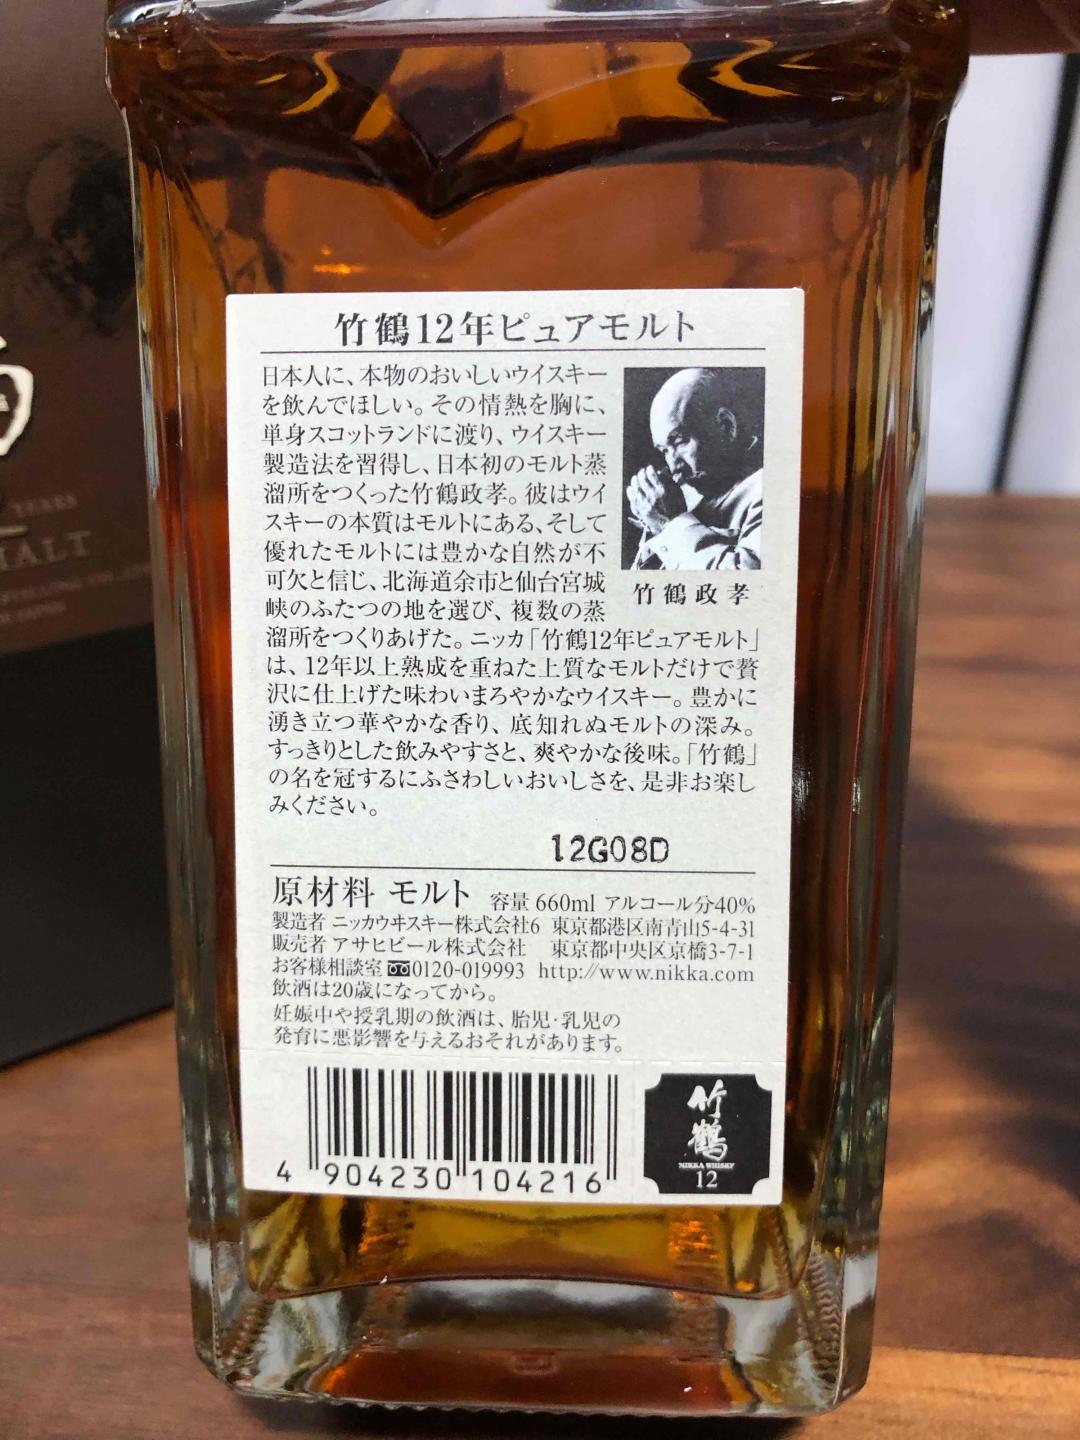 竹鶴12年ピュアモルト
日本人に、本物のおいしいウイスキー
を飲んでほしい。その情熱を胸に、
単身スコットランドに渡り、ウイスキー
製造法を習得し、日本初のモルト蒸
溜所をつくった竹鶴政孝。彼はウイ
スキーの本質はモルトにある、そして
優れたモルトには豊かな自然が不
可欠と信じ、北海道余市と仙台宮城
峡のふたつの地を選び、複数の蒸
溜所をつくりあげた。ニッカ「竹鶴12年ピュアモルト」
は、12年以上熟成を重ねた上質なモルトだけで贅
沢に仕上げた味わいまろやかなウイスキー。豊かに
湧き立つ華やかな香り、底知れぬモルトの深み。
すっきりとした飲みやすさと、爽やかな後味。「竹鶴」
の名を冠するにふさわしいおいしさを、是非お楽し
みください。
竹鶴政孝
12G08D
原材料 モルト 容量 660ml アルコール分40%
製造者 ニッカウヰスキー株式会社6 東京都港区南青山5-4-31
販売者 アサヒビール株式会社 東京都中央区京橋3-7-1
お客様相談室 0120-019993 http://www.nikka.com
飲酒は20歳になってから。
妊娠中や授乳期の飲酒は、胎児・乳児の
発育に悪影響を与えるおそれがあります。
4 904230 104216
竹鶴
NIKKA WHISKY
12
YEARS
MALT